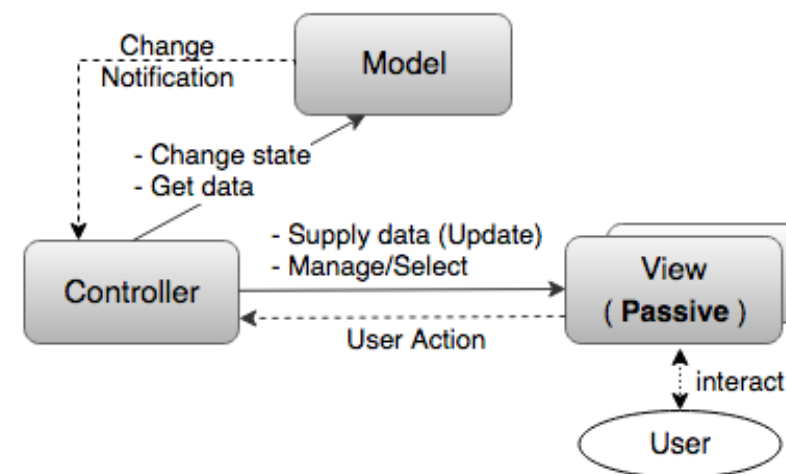 Change
Notification
Model
- Change state
- Get data
Controller
- Supply data (Update)
- Manage/Select
View
( Passive )
User Action
interact
User